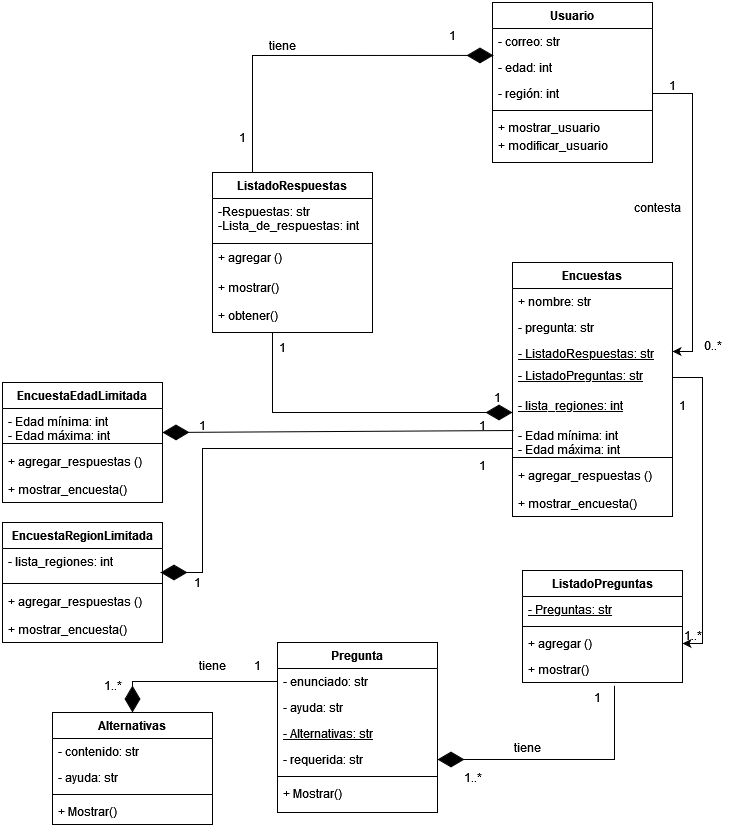 Usuario
- correo: str
- edad: int
- región: int
+ mostrar_usuario
+ modificar_usuario
tiene
1
1
1
contesta
0..*
ListadoRespuestas
-Respuestas: str
-Lista_de_respuestas: int
+ agregar ()
+ mostrar()
+ obtener()
1
1
Encuestas
+ nombre: str
- pregunta: str
- ListadoRespuestas: str
- ListadoPreguntas: str
- lista_regiones: int
- Edad mínima: int
- Edad máxima: int
+ agregar_respuestas ()
+ mostrar_encuesta()
1
1..*
EncuestaEdadLimitada
- Edad mínima: int
- Edad máxima: int
+ agregar_respuestas ()
+ mostrar_encuesta()
1
1
EncuestaRegionLimitada
- lista_regiones: int
+ agregar_respuestas ()
+ mostrar_encuesta()
1
1
ListadoPreguntas
- Preguntas: str
+ agregar ()
+ mostrar()
1
tiene
1..*
Pregunta
- enunciado: str
- ayuda: str
- Alternativas: str
- requerida: str
+ Mostrar()
tiene
1
1..*
Alternativas
- contenido: str
- ayuda: str
+ Mostrar()